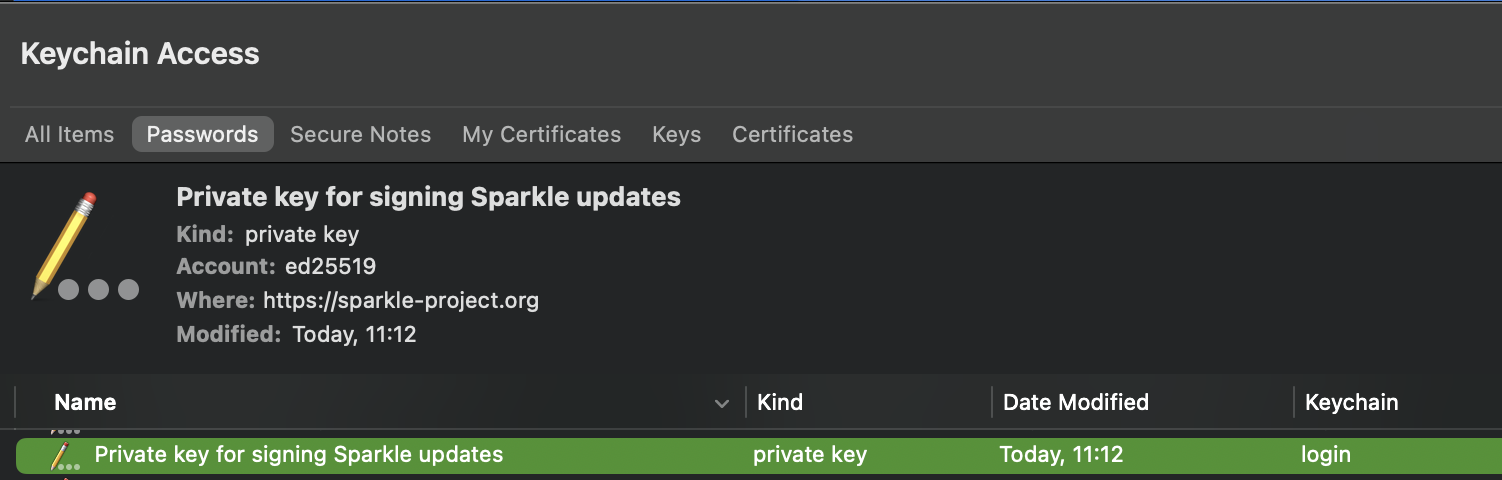 Keychain Access
All Items Passwords Secure Notes My Certificates Keys Certificates
Private key for signing Sparkle updates
Kind: private key
Account: ed25519
Where: https://sparkle-project.org
Modified: Today, 11:12
Name Kind Date Modified Keychain
Private key for signing Sparkle updates private key Today, 11:12 login